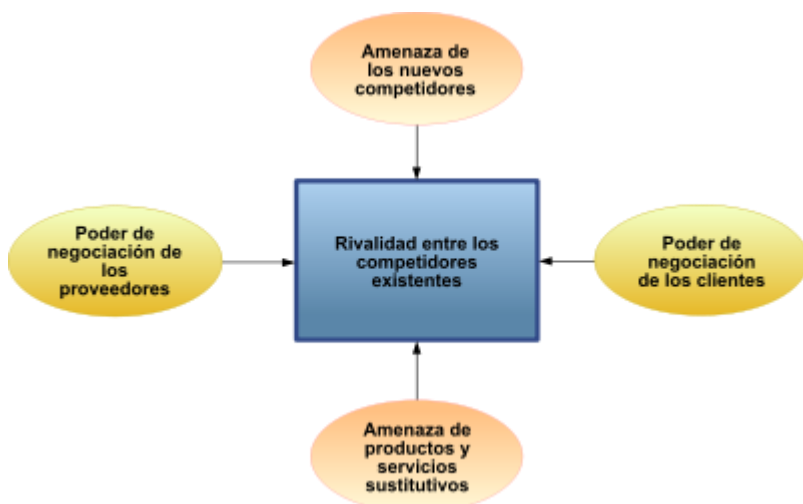 Amenaza de
los nuevos
competidores
Poder de
negociación de
los
proveedores
Rivalidad entre los
competidores
existentes
Poder de
negociación
de los clientes
Amenaza de
productos y
servicios
sustitutivos